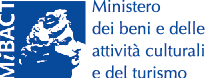 MiBACT
Ministero
dei beni e delle
attività culturali
e del turismo